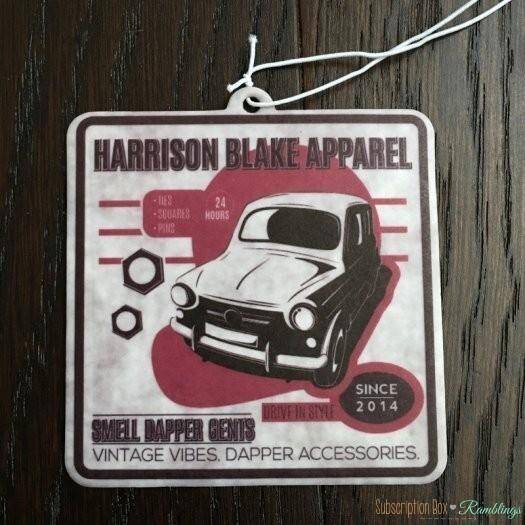 HARRISON BLAKE APPAREL
• TIES
• SQUARES
• PINS
24
HOURS
DRIVE IN STYLE
SINCE
2014
SMELL DAPPER GENTS
VINTAGE VIBES. DAPPER ACCESSORIES.
Subscription Box ♥ Ramblings